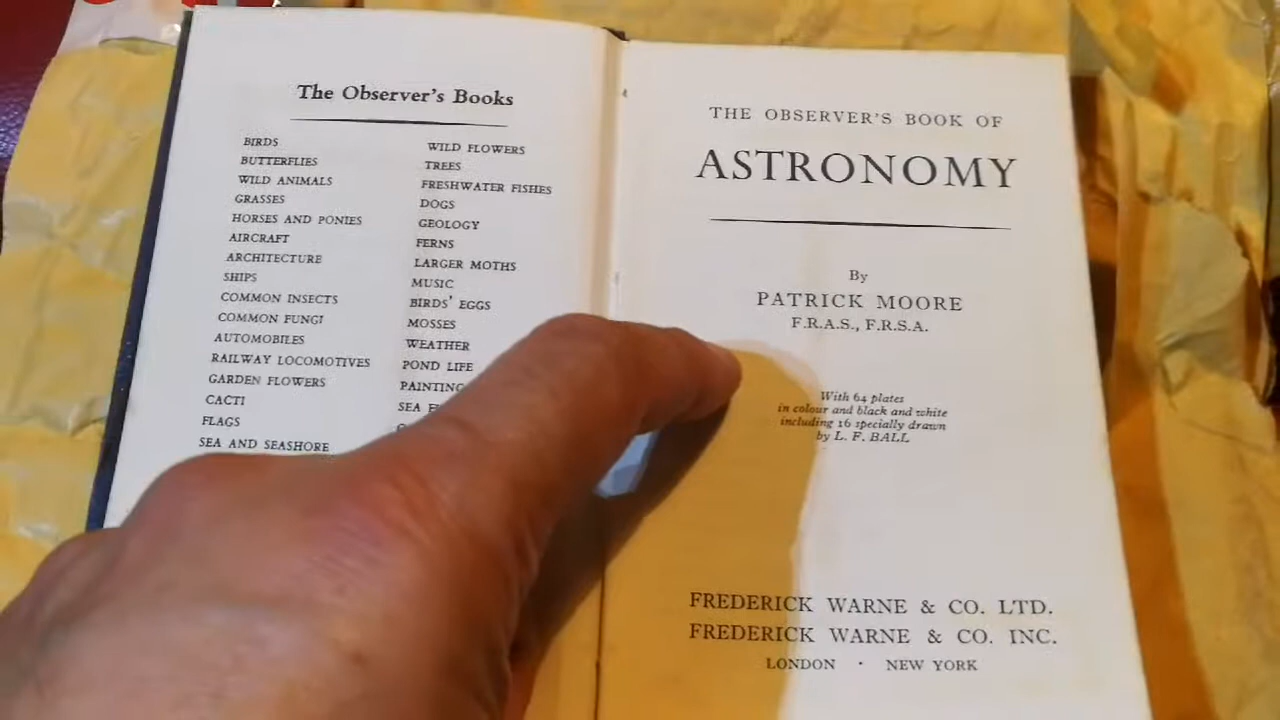 The Observer's Books
BIRDS
BUTTERFLIES
WILD ANIMALS
GRASSES
HORSES AND PONIES
AIRCRAFT
ARCHITECTURE
SHIPS
COMMON INSECTS
COMMON FUNGI
AUTOMOBILES
RAILWAY LOCOMOTIVES
GARDEN FLOWERS
CACTI
FLAGS
SEA AND SEASHORE
WILD FLOWERS
TREES
FRESHWATER FISHES
DOGS
GEOLOGY
FERNS
LARGER MOTHS
MUSIC
BIRDS' EGGS
MOSSES
WEATHER
POND LIFE
PAINTING
SEA
THE OBSERVER'S BOOK OF
ASTRONOMY
By
PATRICK MOORE
F.R.A.S., F.R.S.A.
With 64 plates
in colour and black and white
including 16 specially drawn
by L. F. BALL
FREDERICK WARNE & CO. LTD.
FREDERICK WARNE & CO. INC.
LONDON · NEW YORK